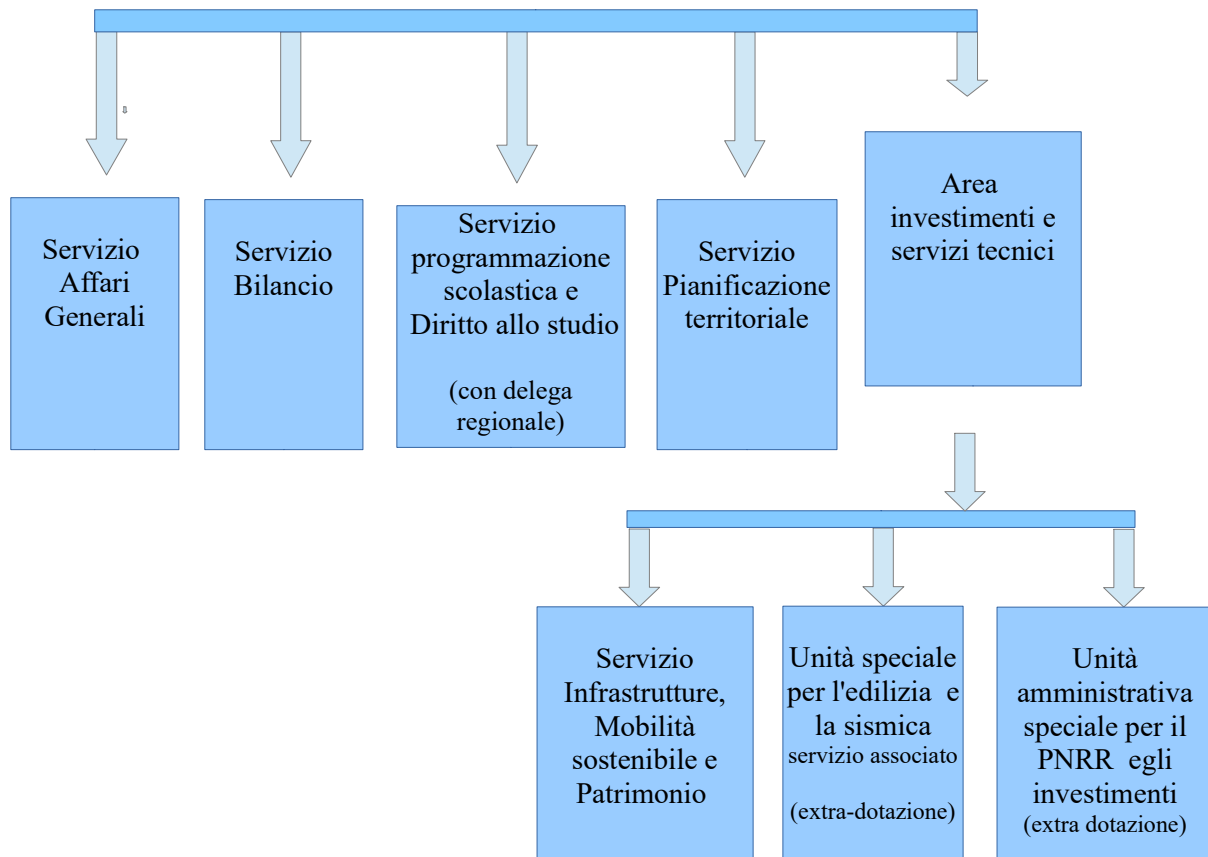 Servizio
Affari
Generali
Servizio
Bilancio
Servizio
programmazione
scolastica e
Diritto allo studio
(con delega
regionale)
Servizio
Pianificazione
territoriale
Area
investimenti e
servizi tecnici
Servizio
Infrastrutture,
Mobilità
sostenibile e
Patrimonio
Unità speciale
per l'edilizia e
la sismica
servizio associato
(extra-dotazione)
Unità
amministrativa
speciale per il
PNRR egli
investimenti
(extra dotazione)